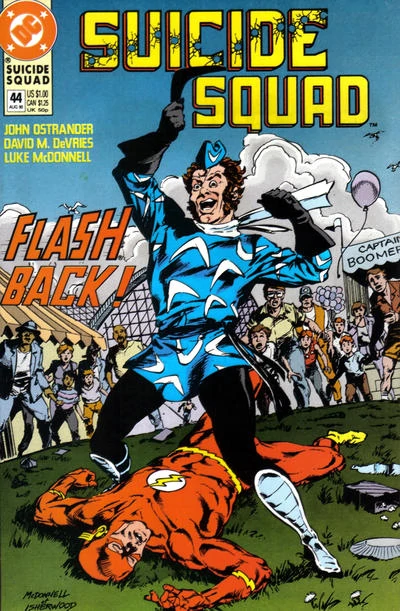 DC
SUICIDE
SQUAD
®
SUICIDE
SQUAD
44
AUG 90
US $1.00
CAN $1.25
UK 50p
JOHN OSTRANDER
DAVID M. DeVRIES
LUKE McDONNELL
™
FLASH
BACK!
CAPTAIN
BOOMER
McDONNELL
ISHERWOOD